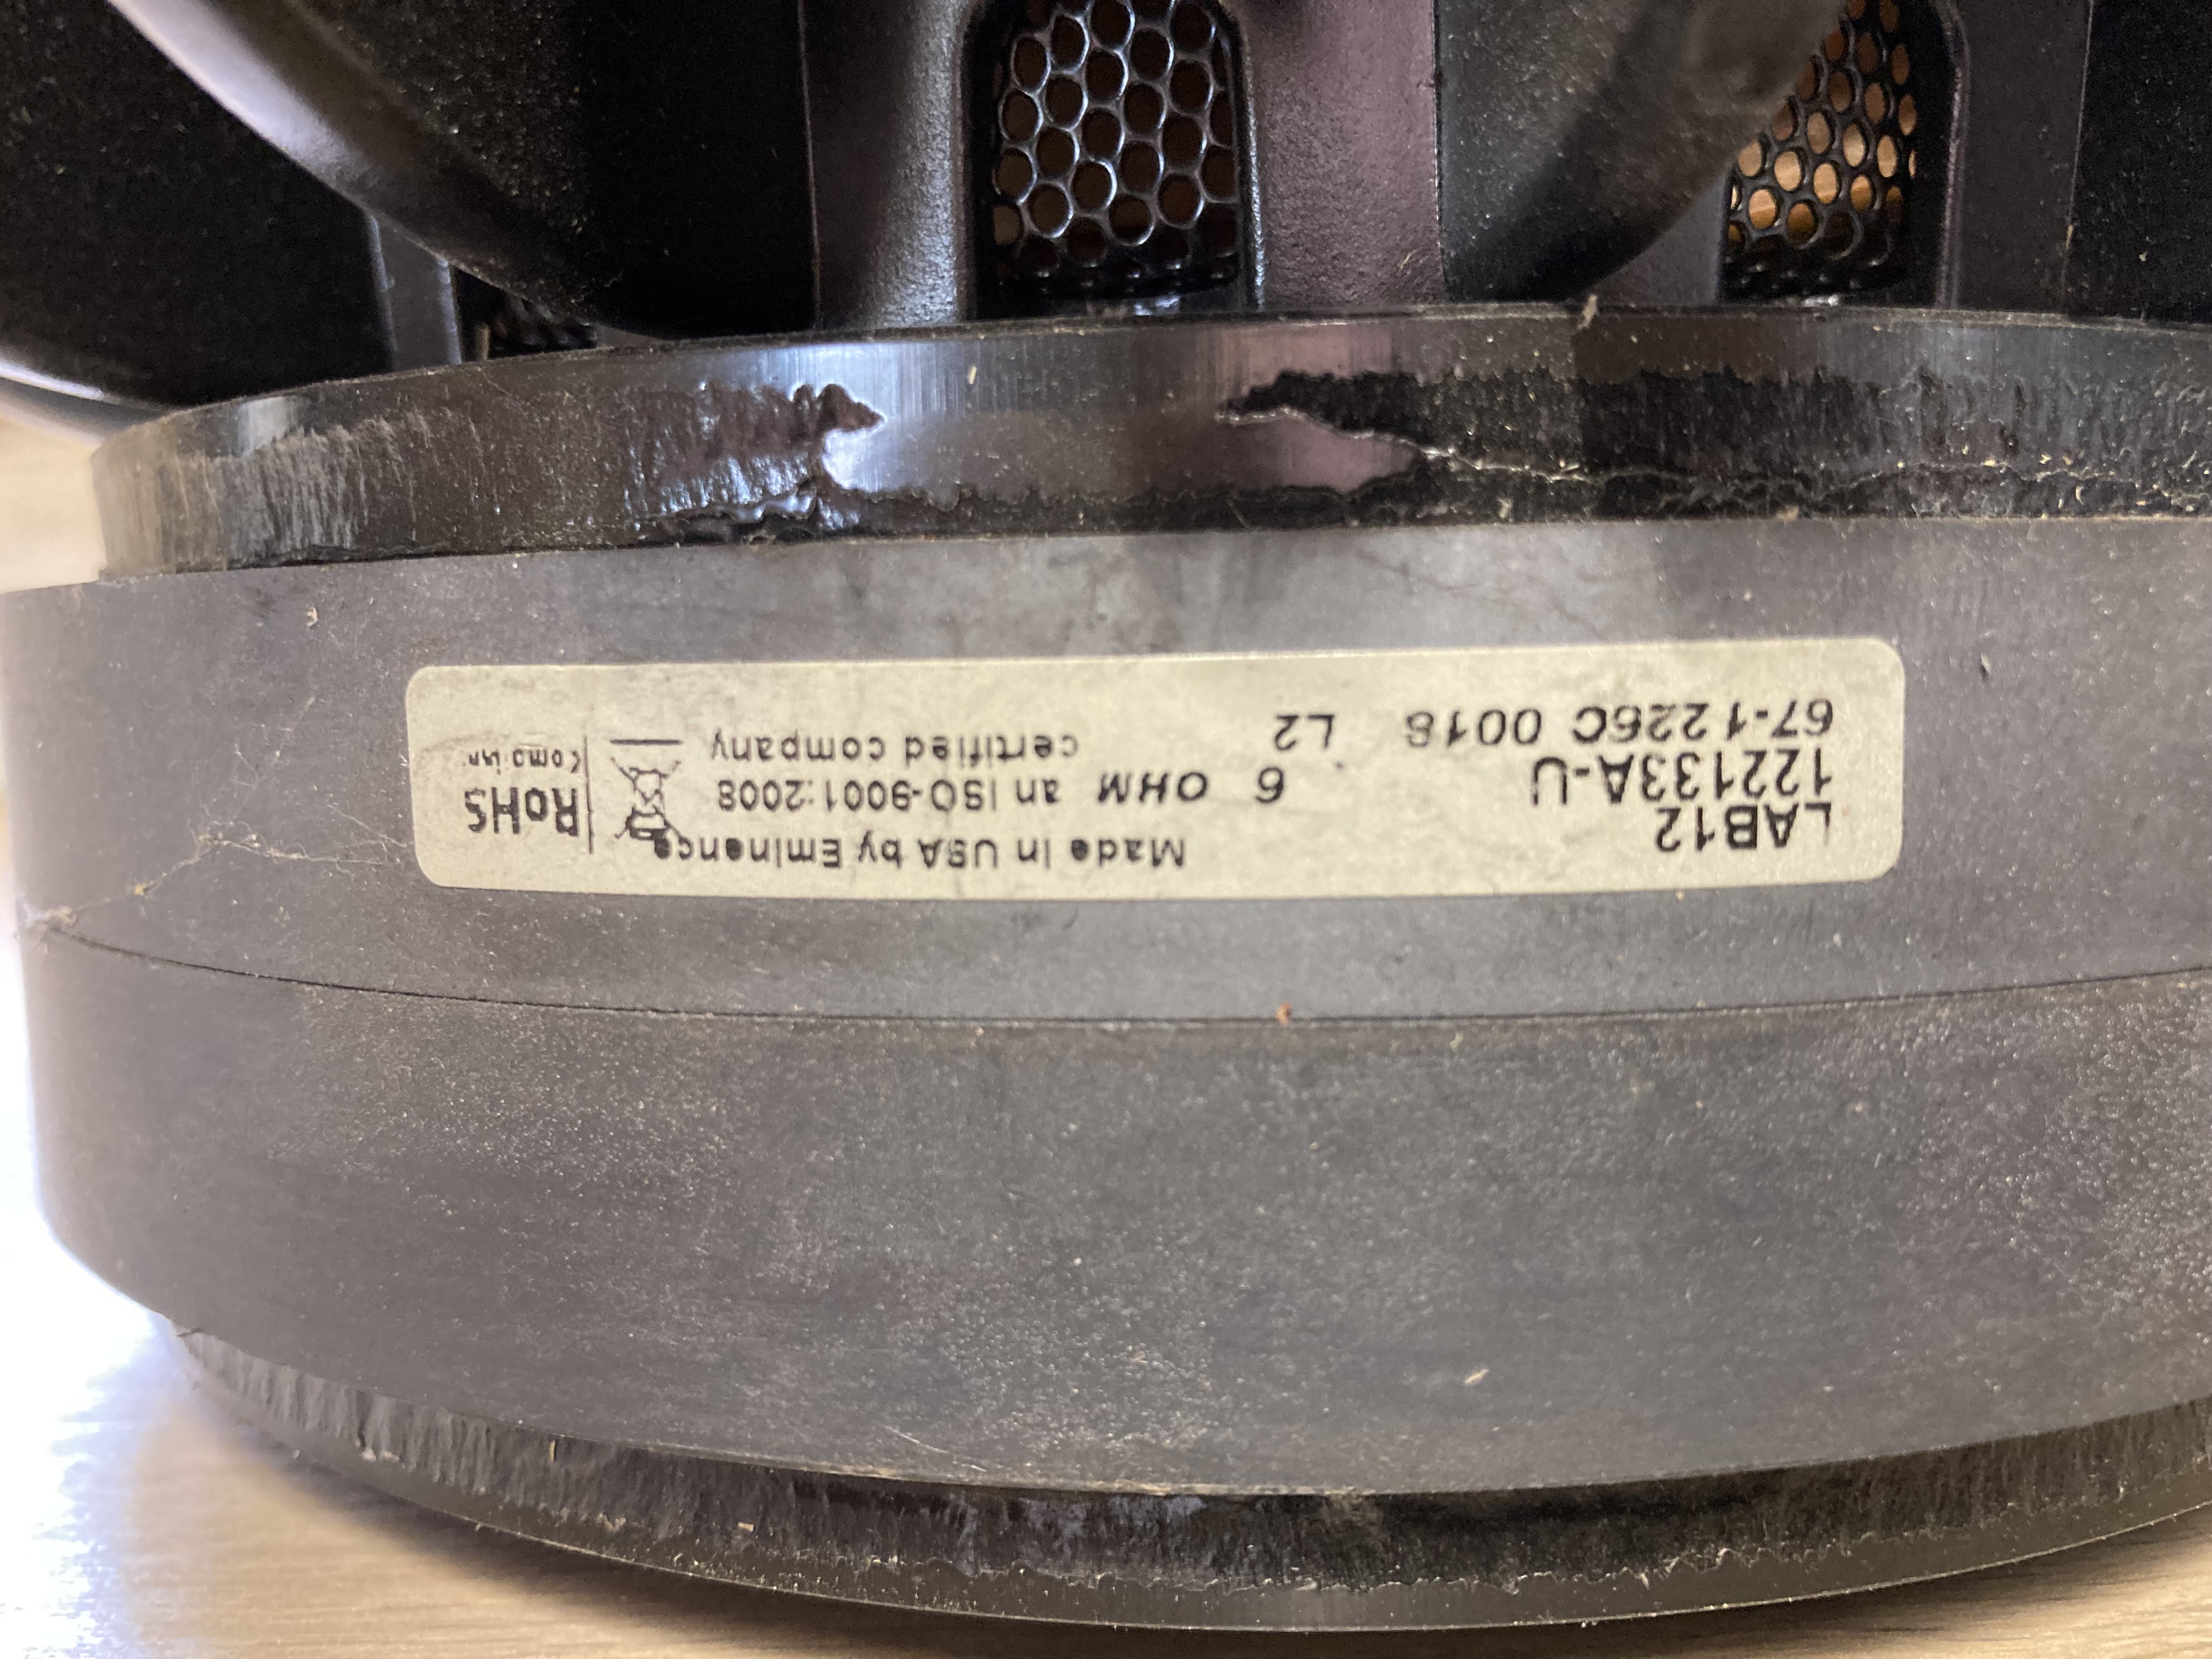 LAB12
122133A-U
67-1226C 0018 L2
6 OHM
Made in USA by Eminence
an ISO-9001:2008
certified company
RoHS